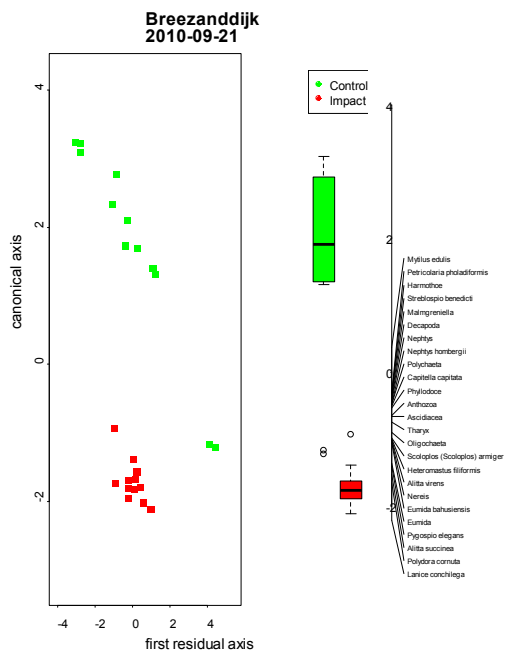 Breezanddijk
2010-09-21
Control
Impact
canonical axis
4
2
0
-2
-4
-2
0
2
4
first residual axis
4
2
0
-2
Mytilus edulis
Petricolaria pholadiformis
Harmothoe
Streblospio benedicti
Malmgreniella
Decapoda
Nephtys
Nephtys hombergii
Polychaeta
Capitella capitata
Phyllodoce
Anthozoa
Ascidiacea
Tharyx
Oligochaeta
Scoloplos (Scoloplos) armiger
Heteromastus filiformis
Alitta virens
Nereis
Eumida bahusiensis
Eumida
Pygospio elegans
Alitta succinea
Polydora cornuta
Lanice conchilega